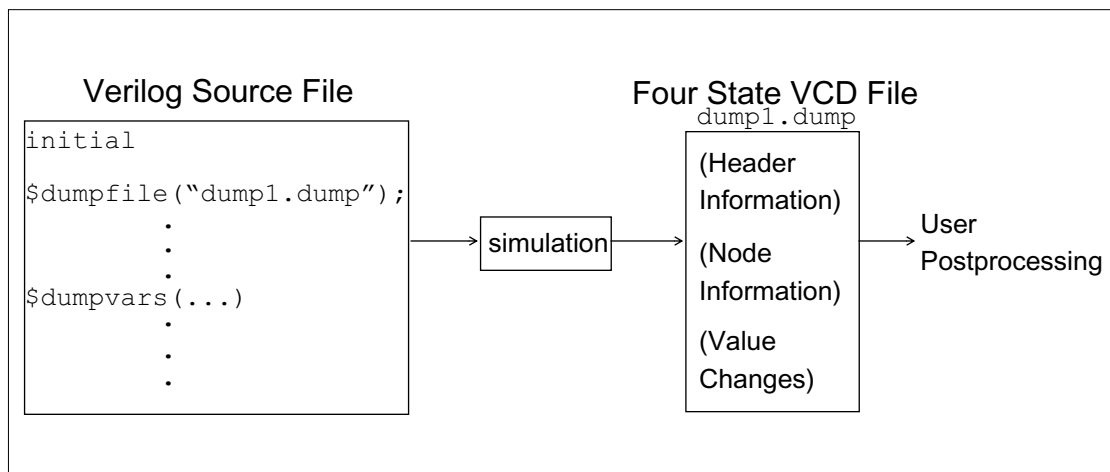 Verilog Source File
initial
$dumpfile(“dump1.dump”);
.
.
.
$dumpvars(...)
.
.
.
simulation
Four State VCD File
dump1.dump
(Header
Information)
(Node
Information)
(Value
Changes)
User
Postprocessing